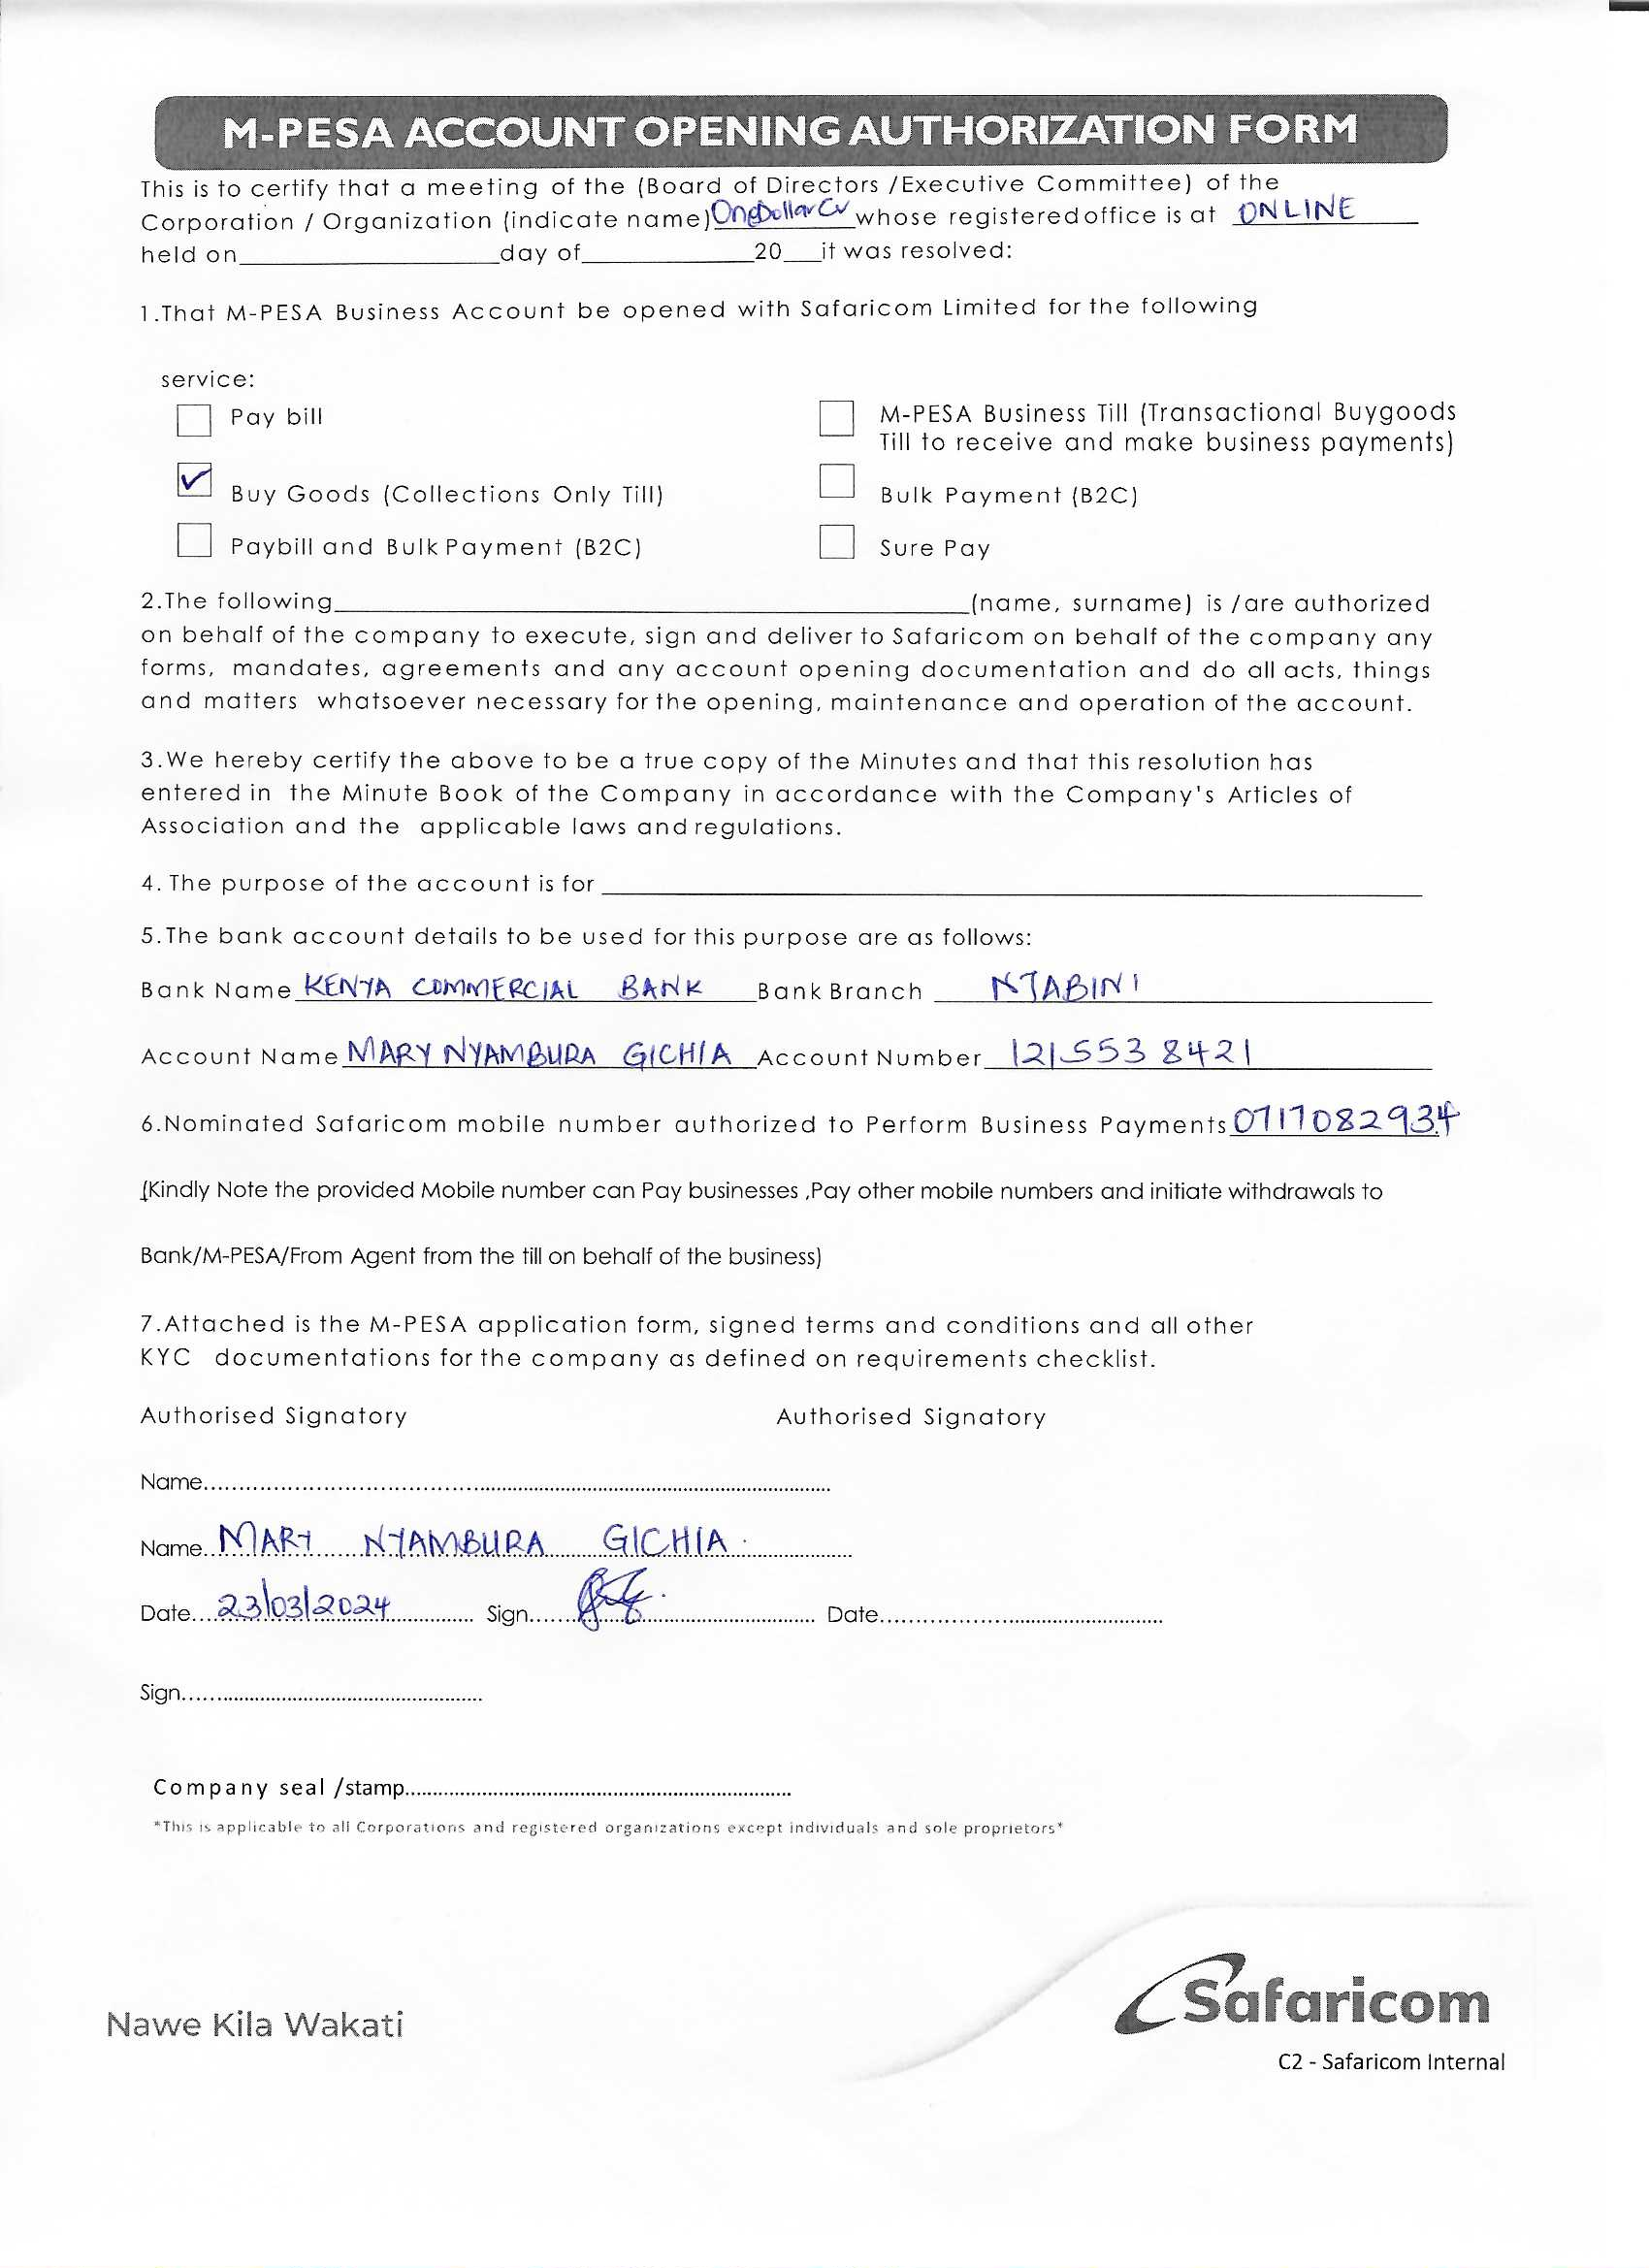 M-PESA ACCOUNT OPENING AUTHORIZATION FORM
This is to certify that a meeting of the (Board of Directors /Executive Committee) of the
Corporation / Organization (indicate name) OneDollarCv whose registered office is at ONLINE
held on____day of____20__it was resolved:
1.That M-PESA Business Account be opened with Safaricom Limited for the following
service:
Pay bill
M-PESA Business Till (Transactional Buygoods
Till to receive and make business payments)
✓ Buy Goods (Collections Only Till)
Bulk Payment (B2C)
Paybill and Bulk Payment (B2C)
Sure Pay
2.The following____(name, surname) is /are authorized
on behalf of the company to execute, sign and deliver to Safaricom on behalf of the company any
forms, mandates, agreements and any account opening documentation and do all acts, things
and matters whatsoever necessary for the opening, maintenance and operation of the account.
3.We hereby certify the above to be a true copy of the Minutes and that this resolution has
entered in the Minute Book of the Company in accordance with the Company's Articles of
Association and the applicable laws and regulations.
4. The purpose of the account is for____
5.The bank account details to be used for this purpose are as follows:
Bank Name KENYA COMMERCIAL BANK Bank Branch NJABINI
Account Name MARY NYAMBURA GICHIA Account Number 1215538421
6.Nominated Safaricom mobile number authorized to Perform Business Payments 0717082934
(Kindly Note the provided Mobile number can Pay businesses ,Pay other mobile numbers and initiate withdrawals to
Bank/M-PESA/From Agent from the till on behalf of the business)
7.Attached is the M-PESA application form, signed terms and conditions and all other
KYC documentations for the company as defined on requirements checklist.
Authorised Signatory Authorised Signatory
Name....
Name MARY NYAMBURA GICHIA.
Date 23/03/2024 Sign.... Date....
Sign....
Company seal /stamp....
*This is applicable to all Corporations and registered organizations except individuals and sole proprietors*
Safaricom
Nawe Kila Wakati
C2 - Safaricom Internal